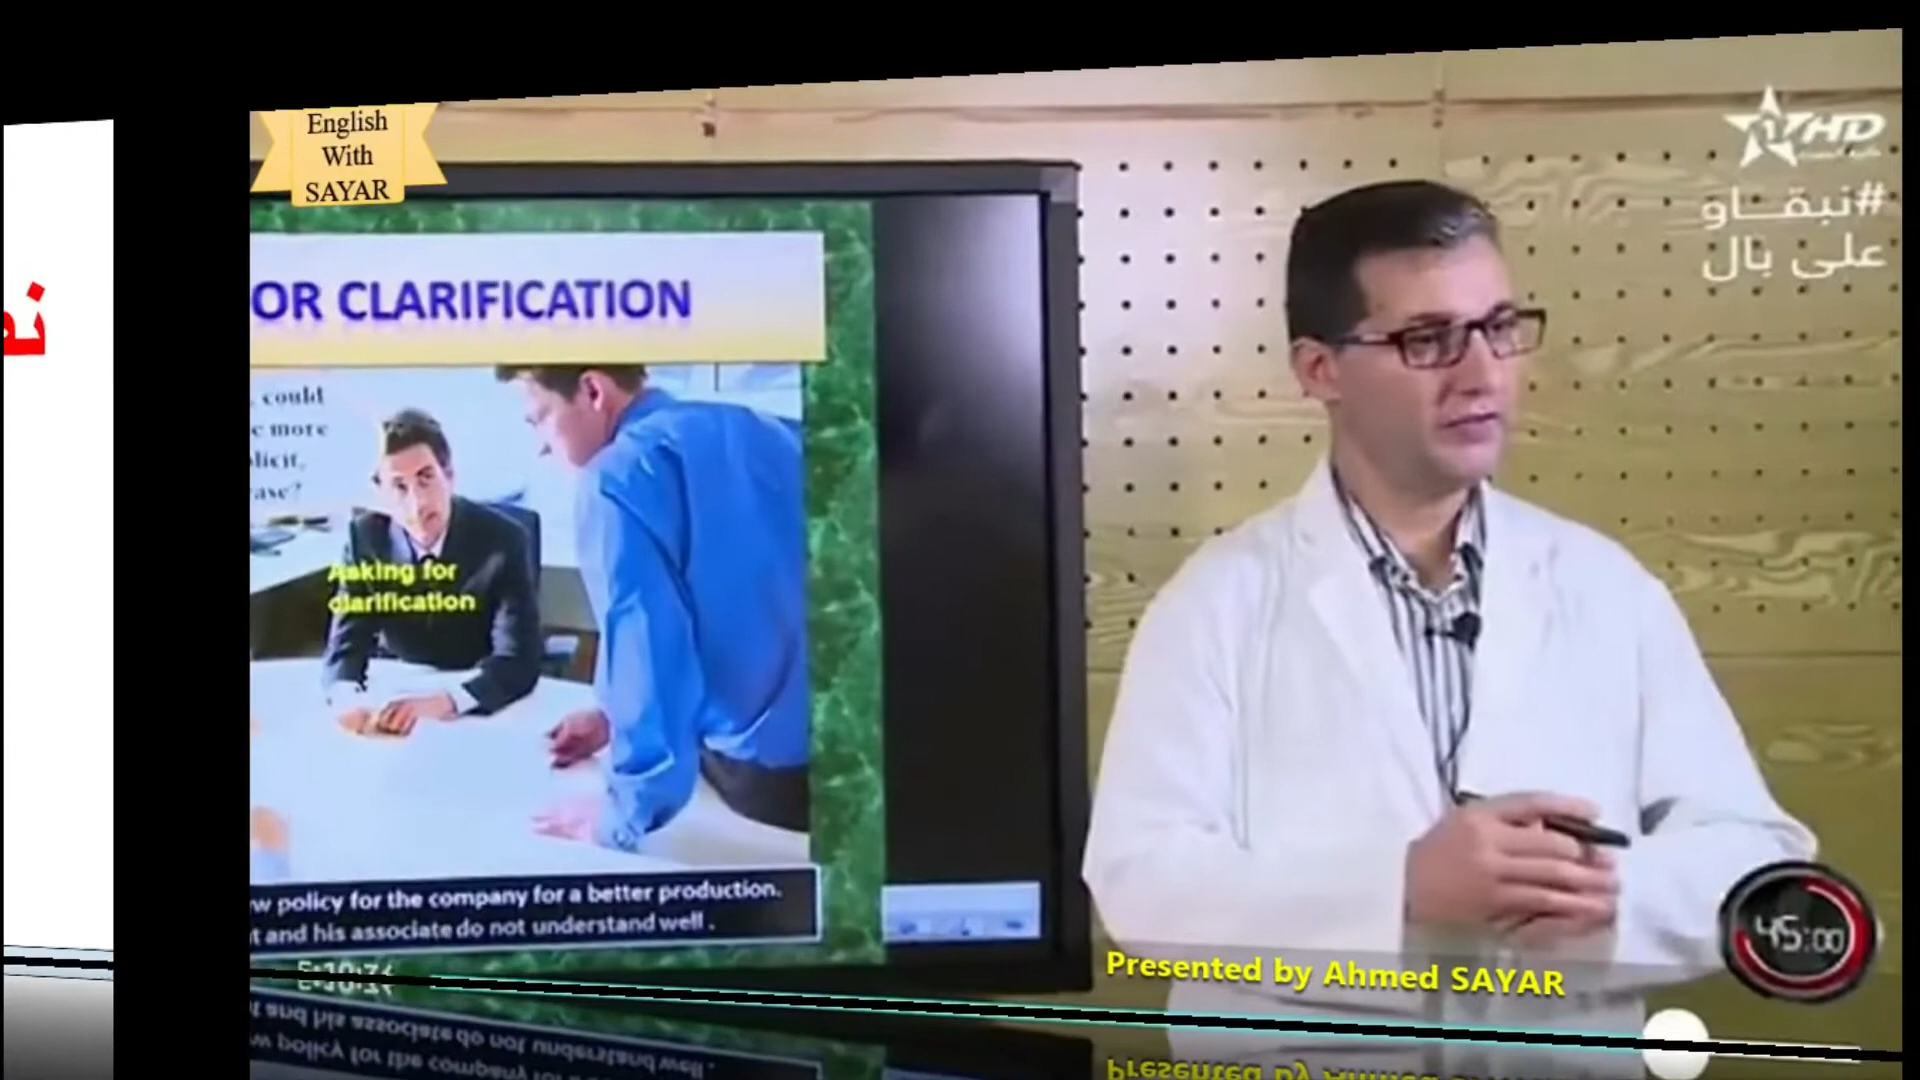 English
With
SAYAR
HD
#نبقاو
على بال
OR CLARIFICATION
could
more
Asking for
clarification
w policy for the company for a better production.
t and his associate do not understand well .
45:00
Presented by Ahmed SAYAR